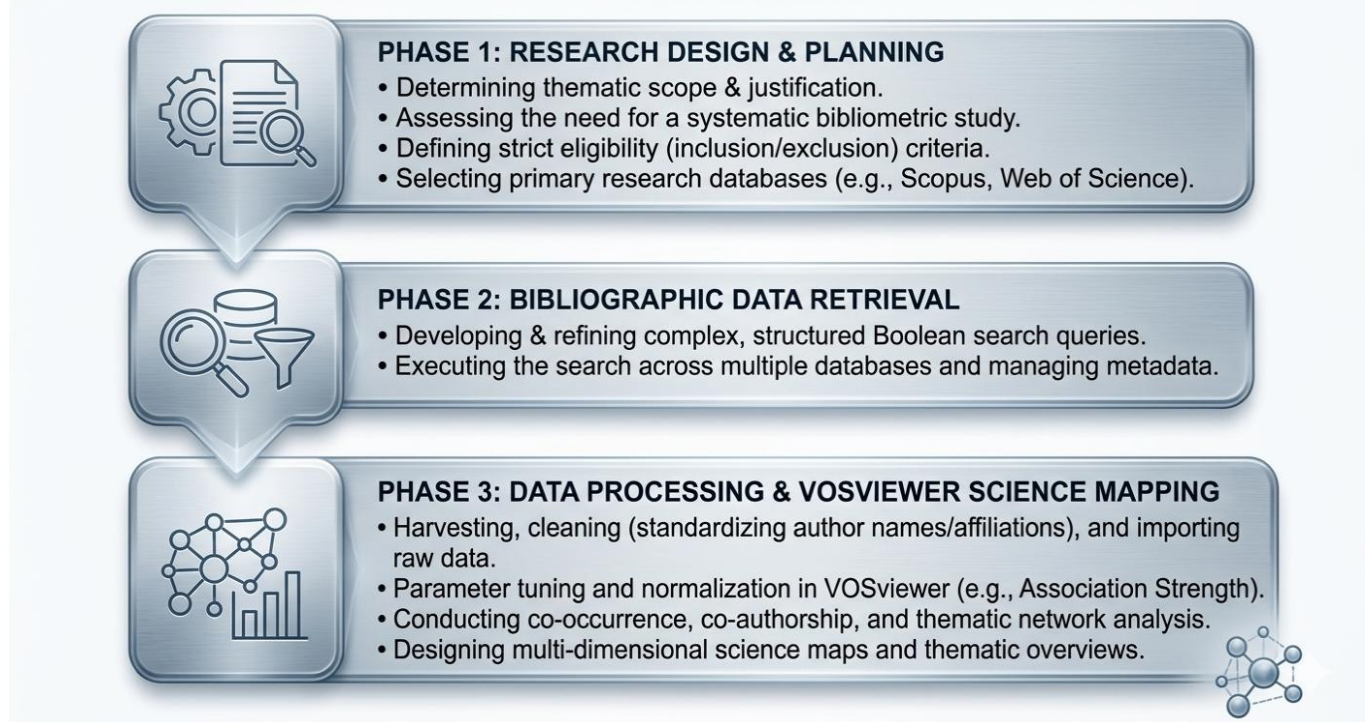 PHASE 1: RESEARCH DESIGN & PLANNING
• Determining thematic scope & justification.
• Assessing the need for a systematic bibliometric study.
• Defining strict eligibility (inclusion/exclusion) criteria.
• Selecting primary research databases (e.g., Scopus, Web of Science).
PHASE 2: BIBLIOGRAPHIC DATA RETRIEVAL
• Developing & refining complex, structured Boolean search queries.
• Executing the search across multiple databases and managing metadata.
PHASE 3: DATA PROCESSING & VOSVIEWER SCIENCE MAPPING
• Harvesting, cleaning (standardizing author names/affiliations), and importing
raw data.
• Parameter tuning and normalization in VOSviewer (e.g., Association Strength).
• Conducting co-occurrence, co-authorship, and thematic network analysis.
• Designing multi-dimensional science maps and thematic overviews.